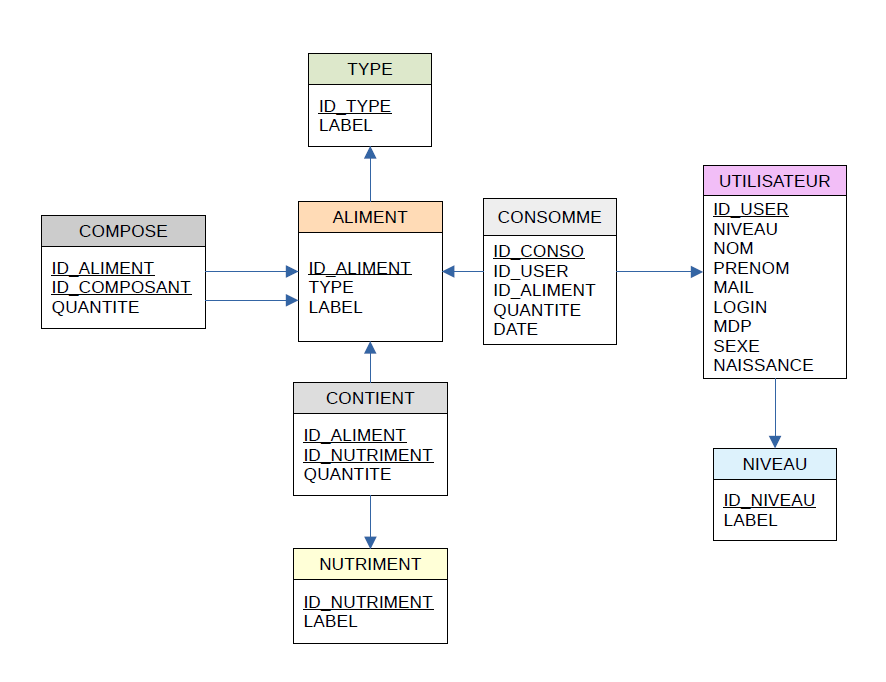 TYPE
ID_TYPE
LABEL
COMPOSE
ID_ALIMENT
ID_COMPOSANT
QUANTITE
ALIMENT
ID_ALIMENT
TYPE
LABEL
CONSOMME
ID_CONSO
ID_USER
ID_ALIMENT
QUANTITE
DATE
UTILISATEUR
ID_USER
NIVEAU
NOM
PRENOM
MAIL
LOGIN
MDP
SEXE
NAISSANCE
CONTIENT
ID_ALIMENT
ID_NUTRIMENT
QUANTITE
NIVEAU
ID_NIVEAU
LABEL
NUTRIMENT
ID_NUTRIMENT
LABEL